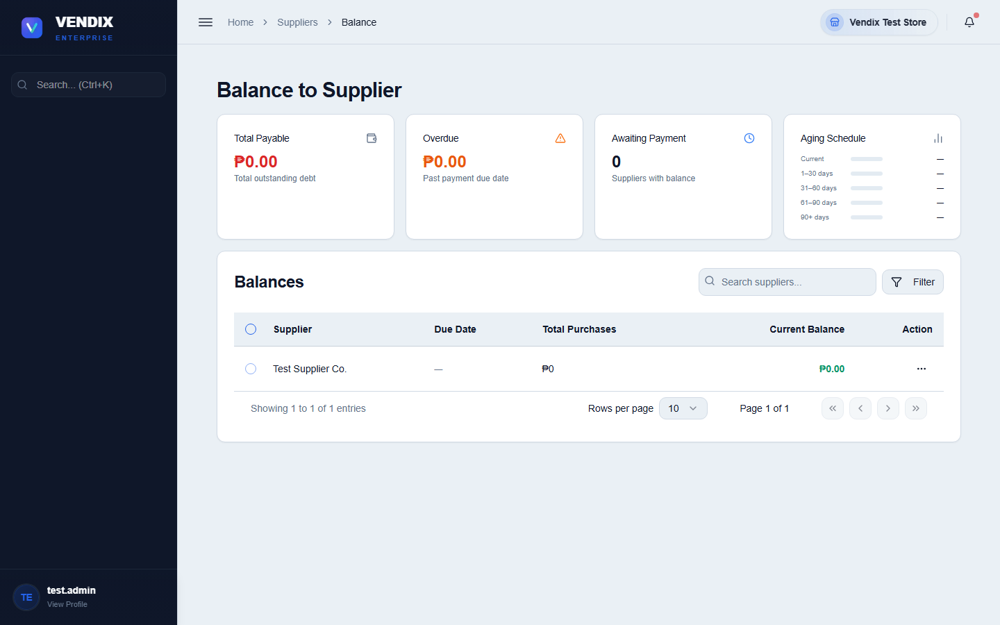 VENDIX
ENTERPRISE
Search... (Ctrl+K)
Home > Suppliers > Balance
Vendix Test Store
Balance to Supplier
Total Payable
₱0.00
Total outstanding debt
Overdue
₱0.00
Past payment due date
Awaiting Payment
0
Suppliers with balance
Aging Schedule
Current —
1–30 days —
31–60 days —
61–90 days —
90+ days —
Balances
Search suppliers...
Filter
Supplier Due Date Total Purchases Current Balance Action
Test Supplier Co. — ₱0 ₱0.00 ...
Showing 1 to 1 of 1 entries
Rows per page 10
Page 1 of 1
TE
test.admin
View Profile